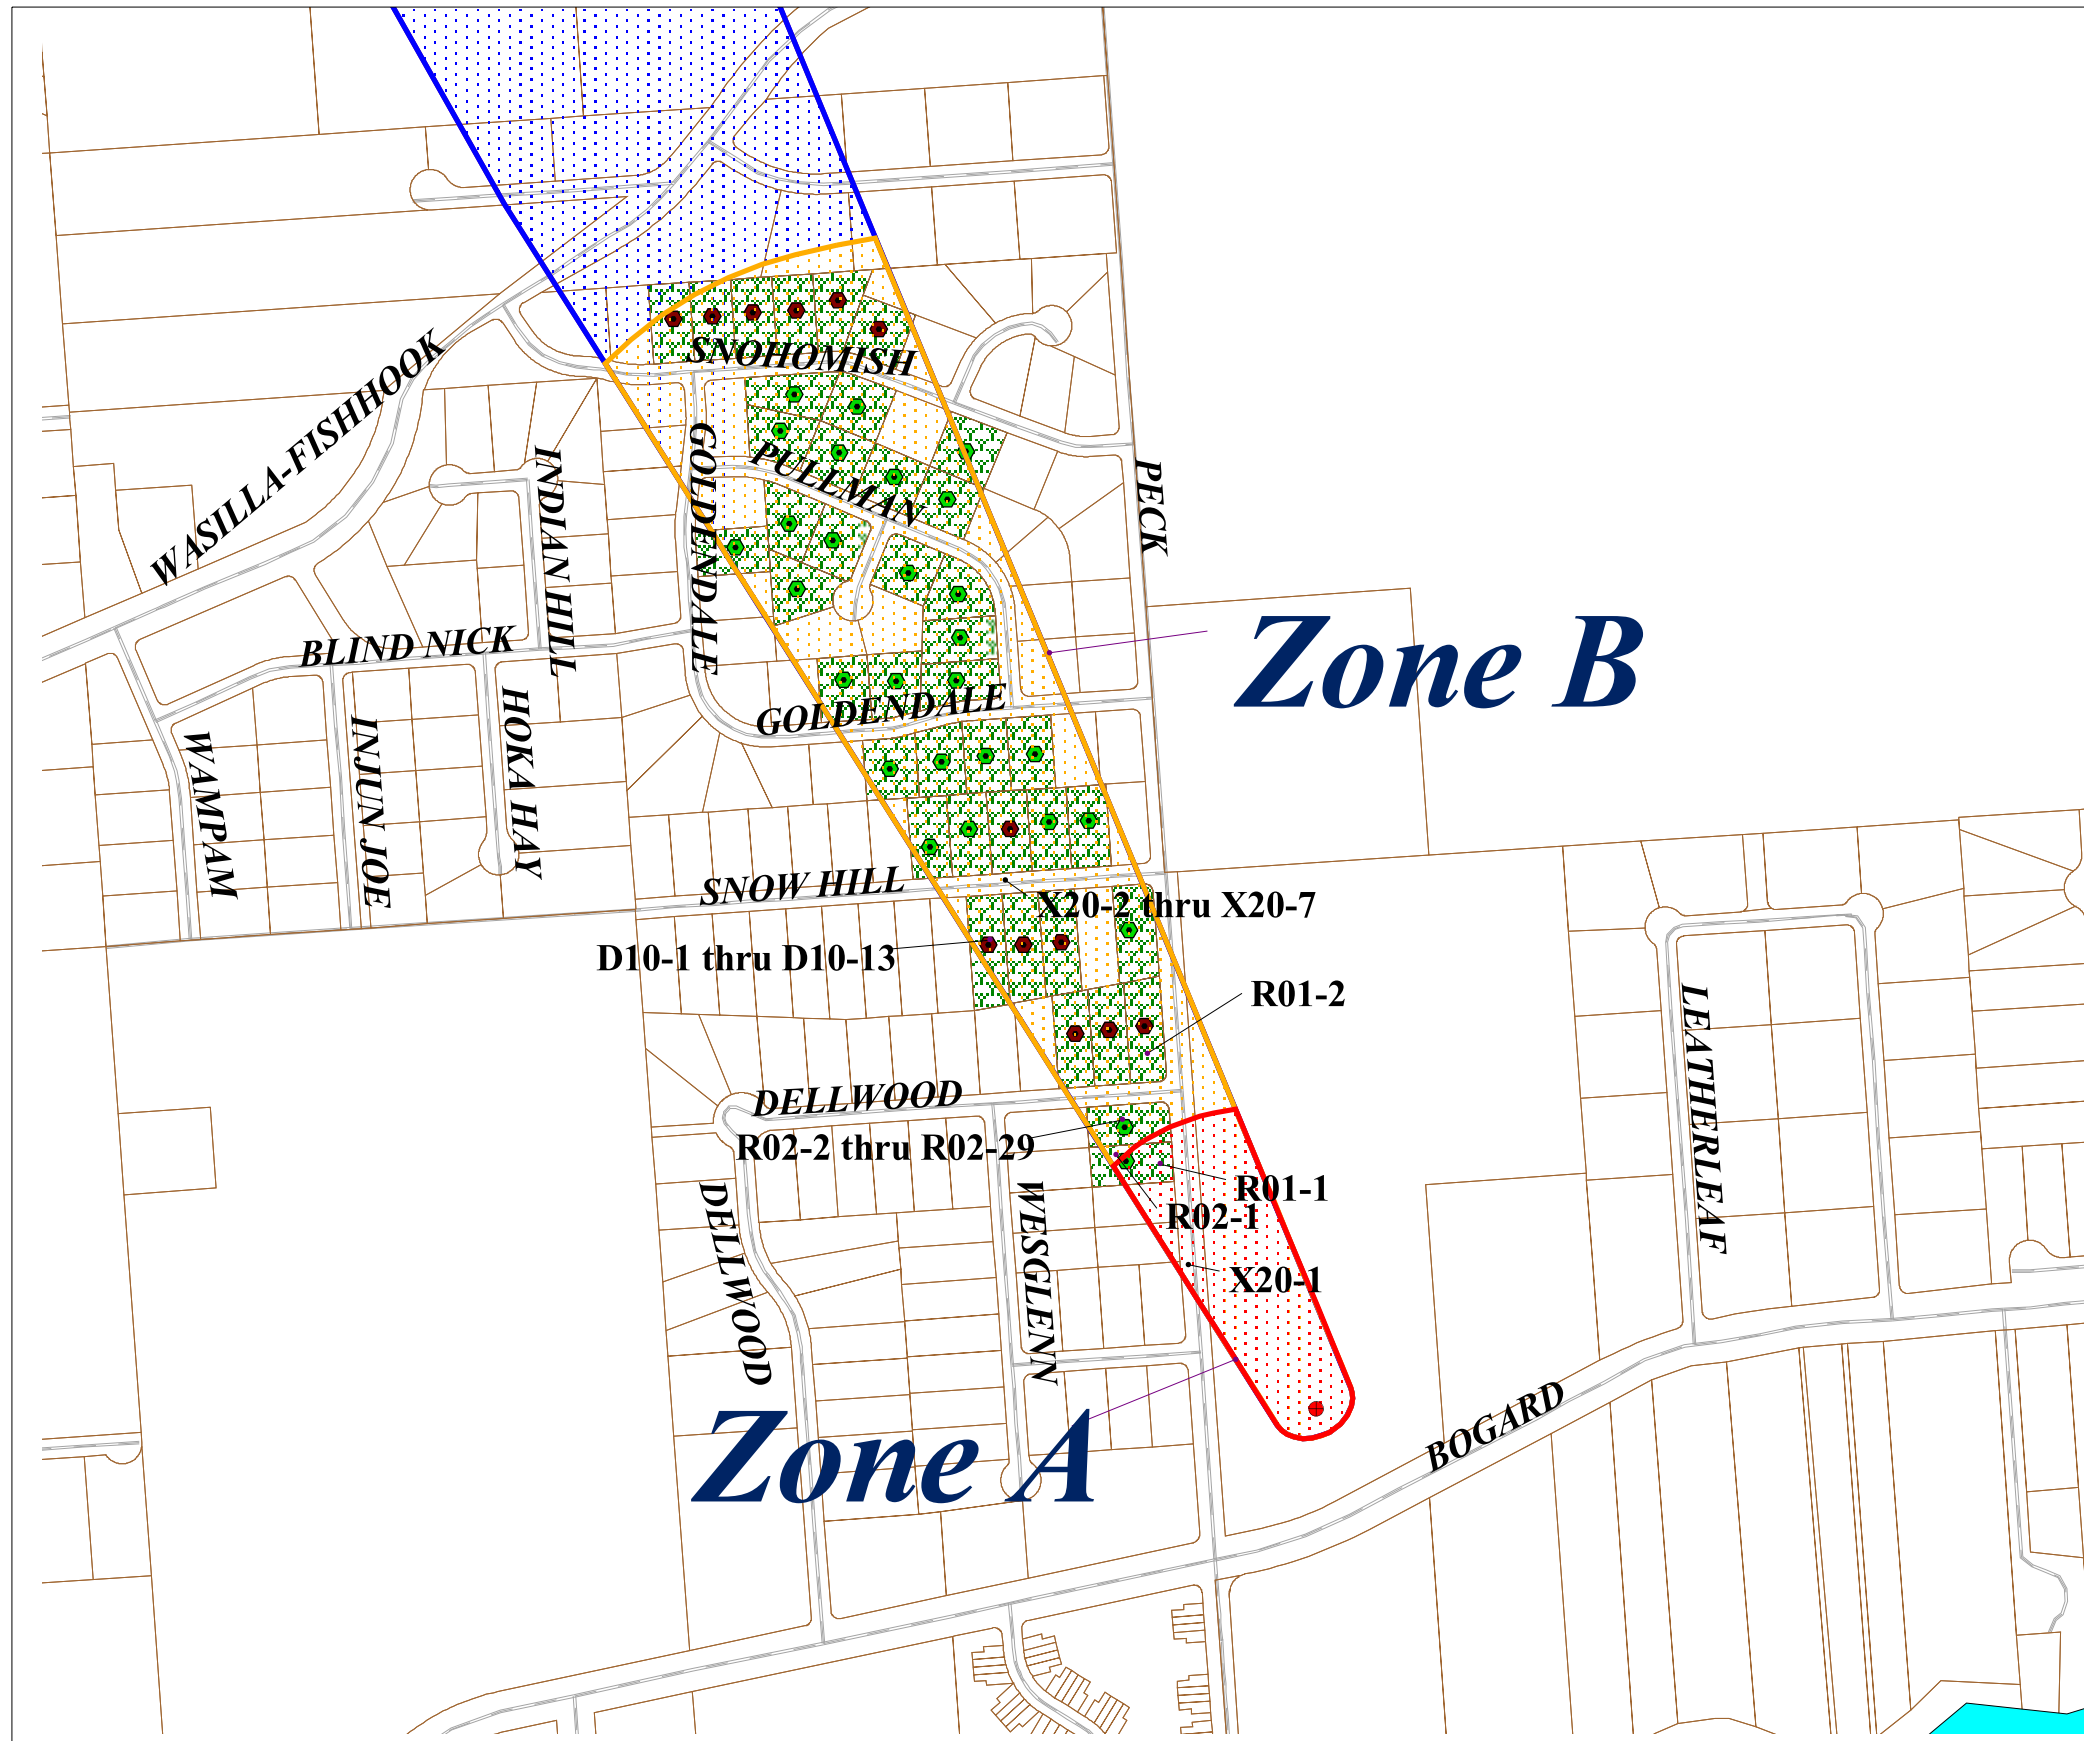 SNOHOMISH
WASILLA-FISHHOOK
GOLDENDALE
PULLMAN
INDIAN HILL
PECK
BLIND NICK
Zone B
HOKA HAY
GOLDENDALE
INJUN JOE
WAMPAM
SNOW HILL
X20-2 thru X20-7
D10-1 thru D10-13
R01-2
LEATHERLEAF
DELLWOOD
R02-2 thru R02-29
R01-1
R02-1
DELLWOOD
WESGLENN
X20-1
Zone A
BOGARD